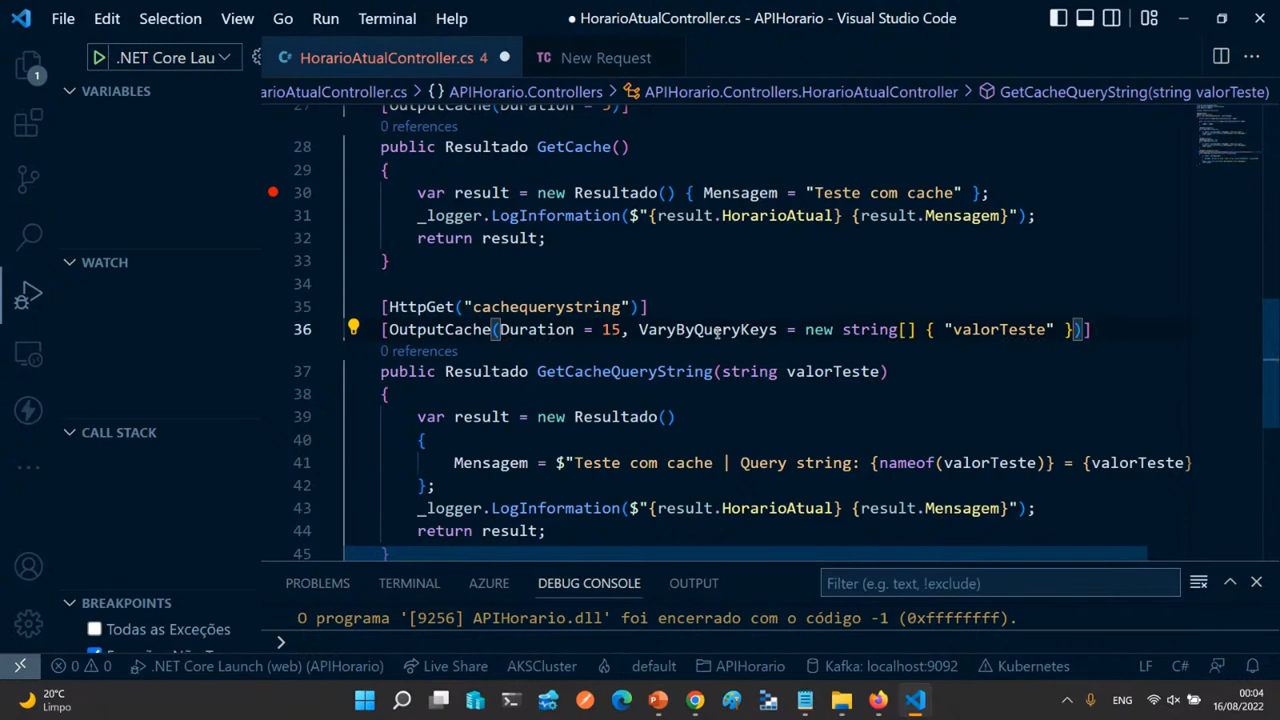 File Edit Selection View Go Run Terminal Help ● HorarioAtualController.cs - APIHorario - Visual Studio Code
.NET Core Lau HorarioAtualController.cs 4 New Request
arioAtualController.cs > {} APIHorario.Controllers > APIHorario.Controllers.HorarioAtualController > GetCacheQueryString(string valorTeste)
1
VARIABLES
WATCH
CALL STACK
BREAKPOINTS
Todas as Exceções
27 [OutputCache(Duration = 5)]
0 references
28 public Resultado GetCache()
29 {
30 var result = new Resultado() { Mensagem = "Teste com cache" };
31 _logger.LogInformation($"{result.HorarioAtual} {result.Mensagem}");
32 return result;
33 }
34
35 [HttpGet("cachequerystring")]
36 [OutputCache(Duration = 15, VaryByQueryKeys = new string[] { "valorTeste" })]
0 references
37 public Resultado GetCacheQueryString(string valorTeste)
38 {
39 var result = new Resultado()
40 {
41 Mensagem = $"Teste com cache | Query string: {nameof(valorTeste)} = {valorTeste}
42 };
43 _logger.LogInformation($"{result.HorarioAtual} {result.Mensagem}");
44 return result;
45 }
PROBLEMS TERMINAL AZURE DEBUG CONSOLE OUTPUT Filter (e.g. text, !exclude)
O programa '[9256] APIHorario.dll' foi encerrado com o código -1 (0xffffffff).
>
0 0 .NET Core Launch (web) (APIHorario) Live Share AKSCluster default APIHorario Kafka: localhost:9092 Kubernetes LF C#
20°C
Limpo
ENG
00:04
16/08/2022